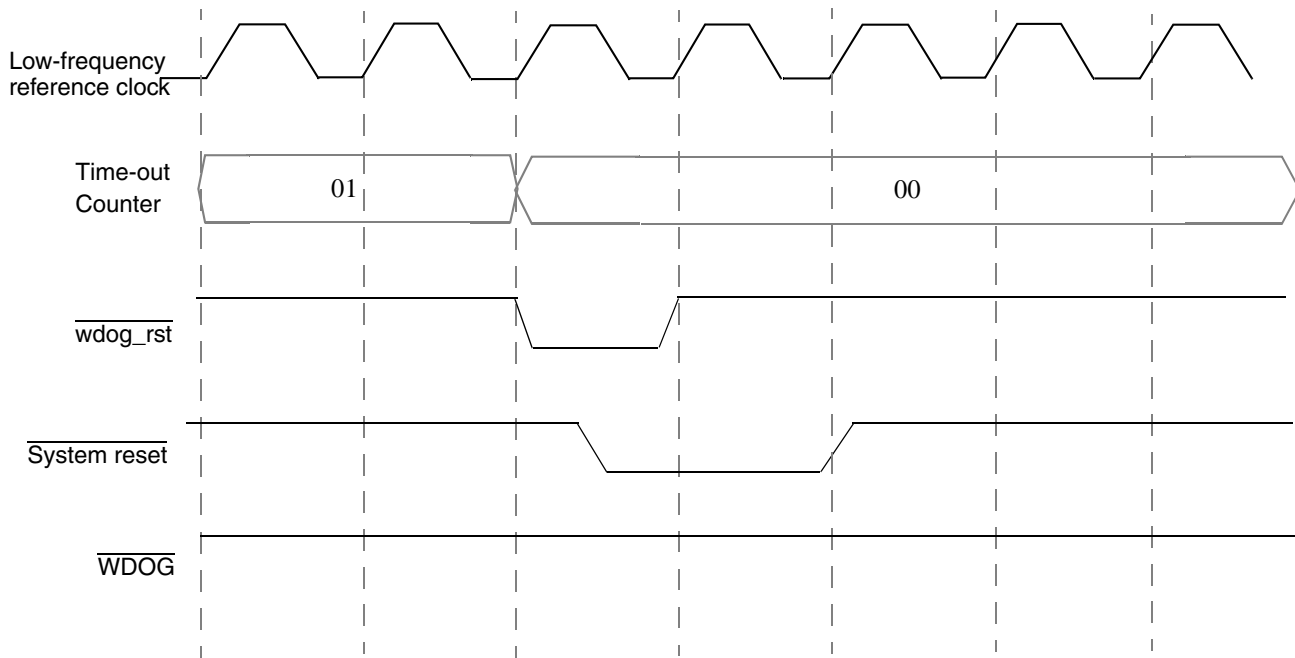 Low-frequency
reference clock
Time-out
Counter
01
00
wdog_rst
System reset
WDOG